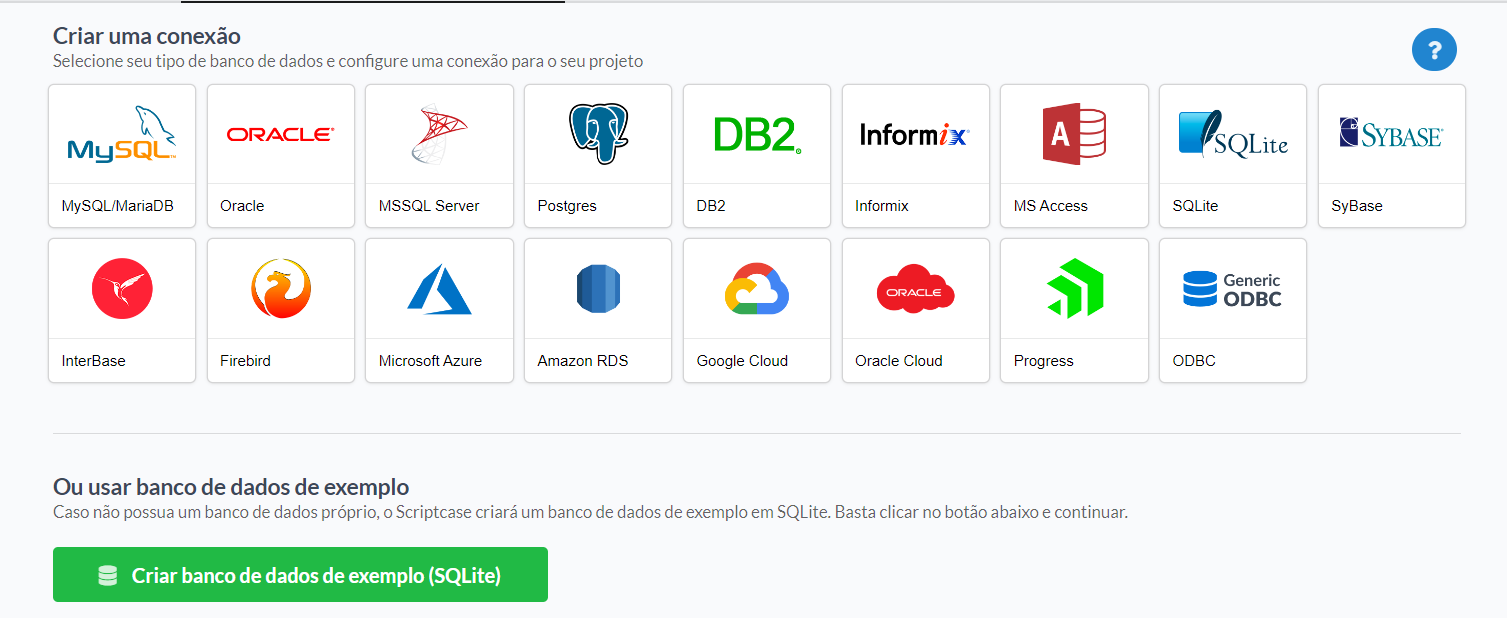 Criar uma conexão
Selecione seu tipo de banco de dados e configure uma conexão para o seu projeto
?
MySQL™ ORACLE® DB2® Informix® A SQLite SYBASE®
MySQL/MariaDB Oracle MSSQL Server Postgres DB2 Informix MS Access SQLite SyBase
ORACLE Generic
ODBC
InterBase Firebird Microsoft Azure Amazon RDS Google Cloud Oracle Cloud Progress ODBC
Ou usar banco de dados de exemplo
Caso não possua um banco de dados próprio, o Scriptcase criará um banco de dados de exemplo em SQLite. Basta clicar no botão abaixo e continuar.
Criar banco de dados de exemplo (SQLite)